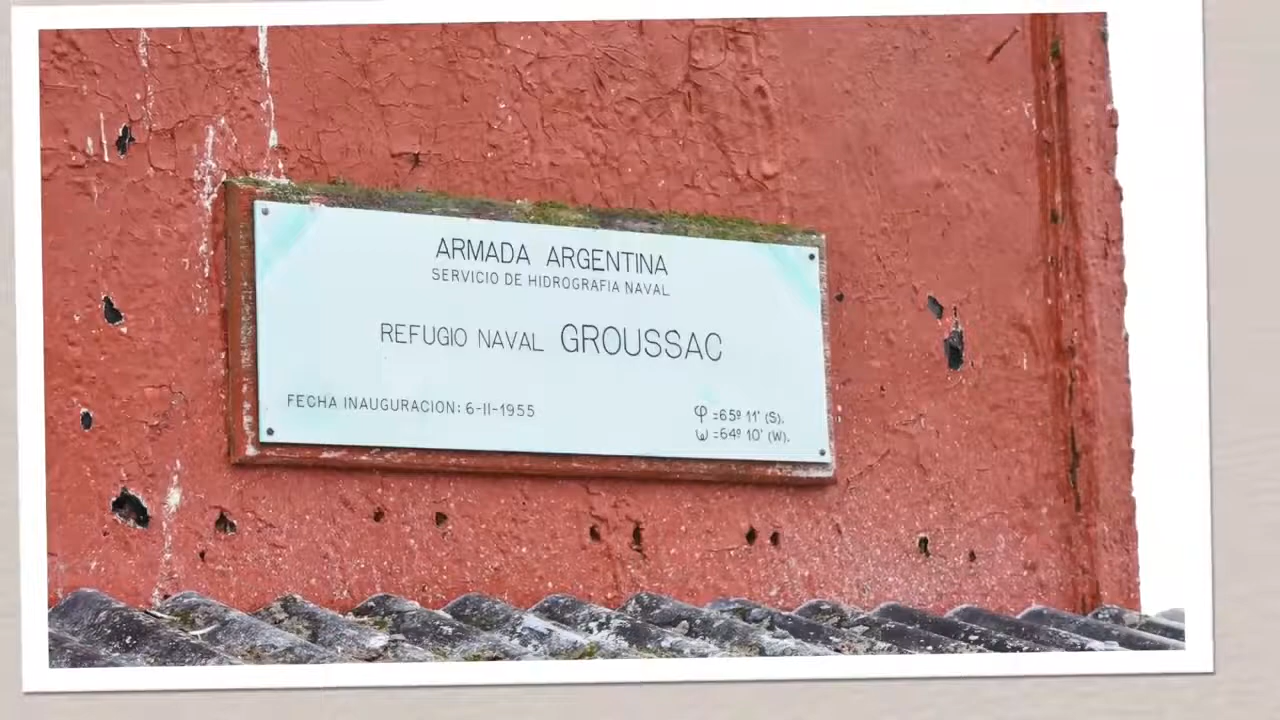 ARMADA ARGENTINA
SERVICIO DE HIDROGRAFIA NAVAL
REFUGIO NAVAL GROUSSAC
FECHA INAUGURACION: 6-II-1955
φ =65º 11' (S).
ω =64º 10' (W).